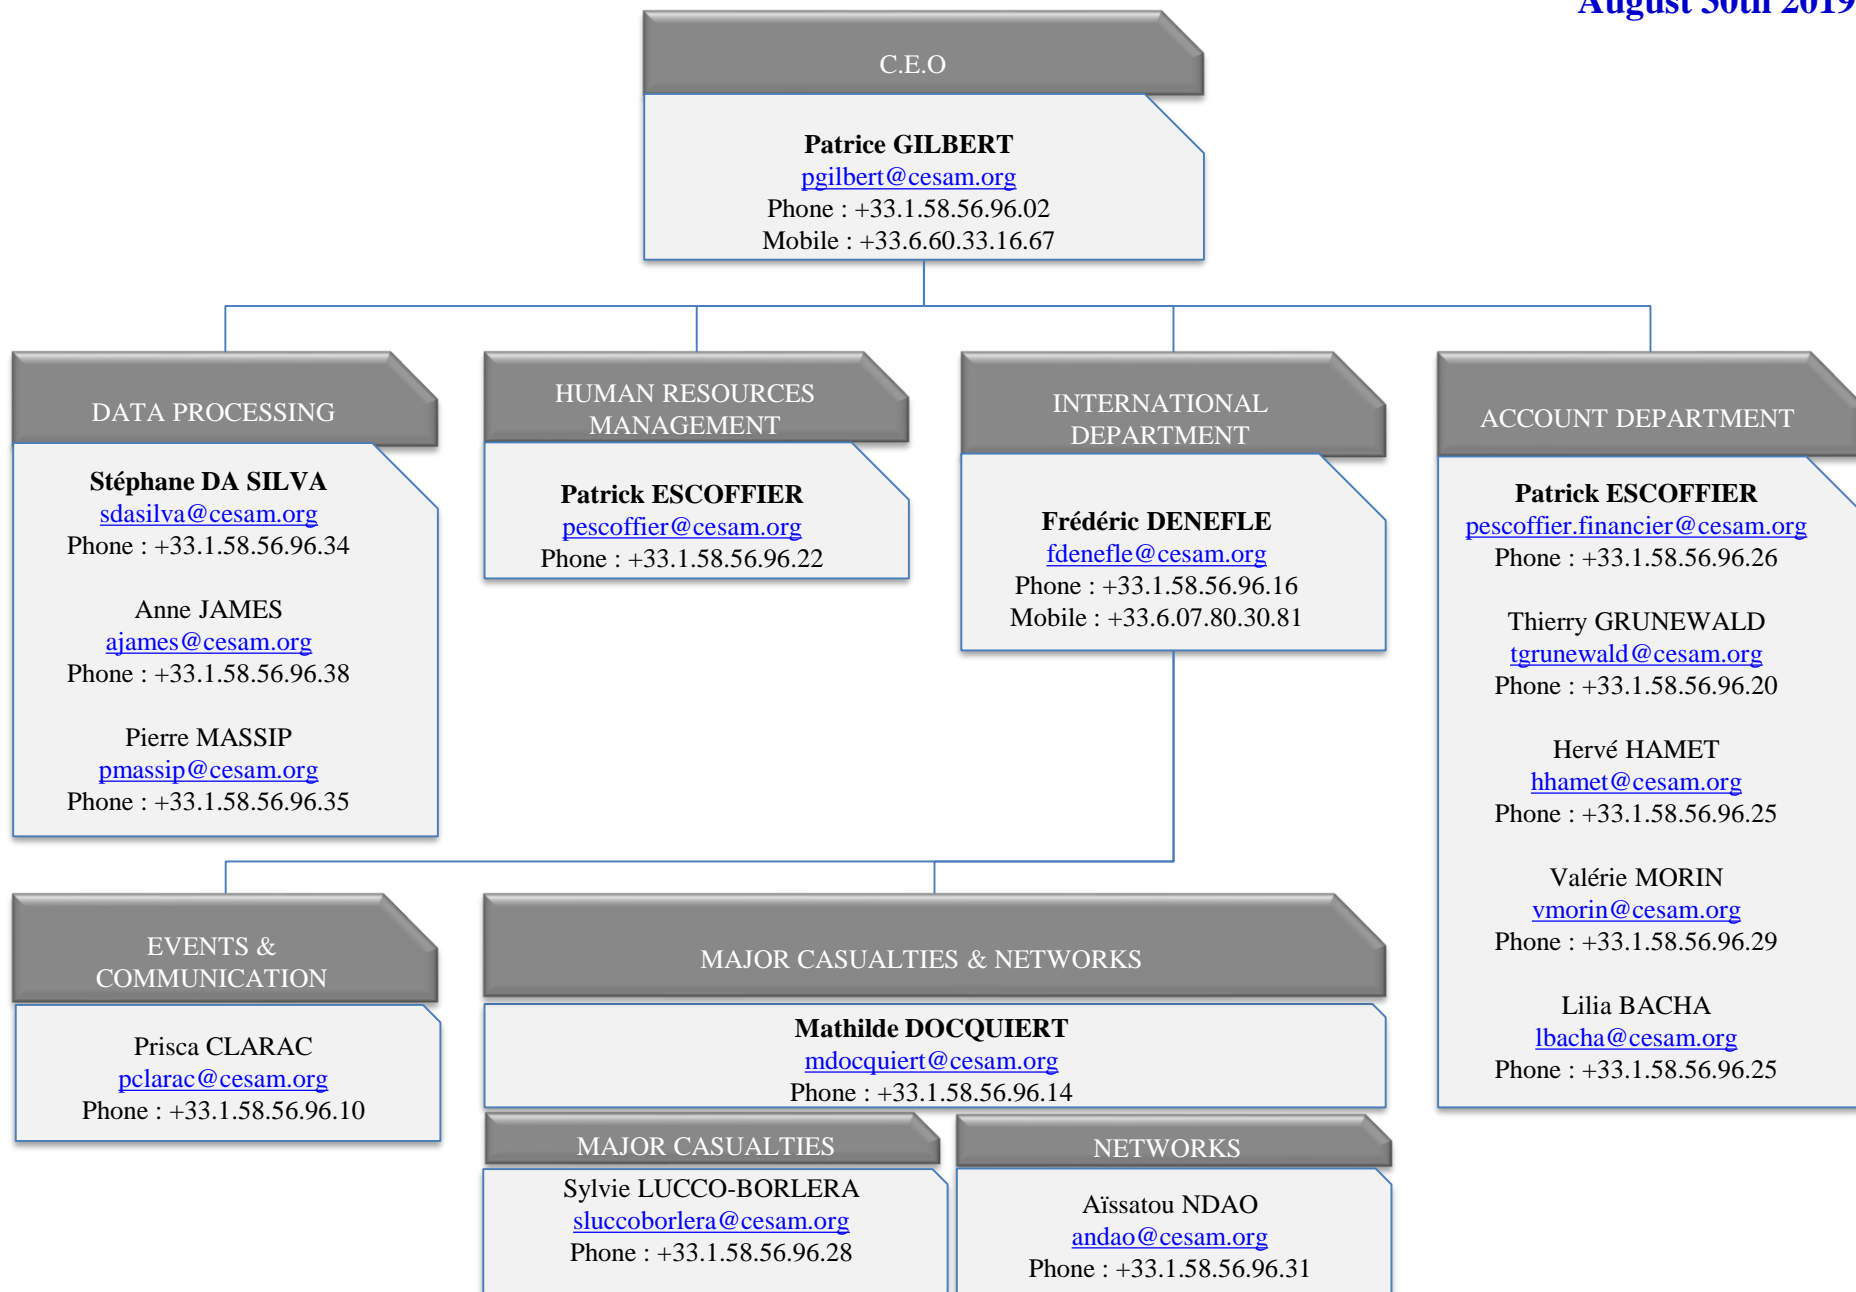 August 30th 2019
C.E.O
Patrice GILBERT
pgilbert@cesam.org
Phone : +33.1.58.56.96.02
Mobile : +33.6.60.33.16.67
DATA PROCESSING
Stéphane DA SILVA
sdasilva@cesam.org
Phone : +33.1.58.56.96.34
Anne JAMES
ajames@cesam.org
Phone : +33.1.58.56.96.38
Pierre MASSIP
pmassip@cesam.org
Phone : +33.1.58.56.96.35
HUMAN RESOURCES
MANAGEMENT
Patrick ESCOFFIER
pescoffier@cesam.org
Phone : +33.1.58.56.96.22
INTERNATIONAL
DEPARTMENT
Frédéric DENEFLE
fdenefle@cesam.org
Phone : +33.1.58.56.96.16
Mobile : +33.6.07.80.30.81
ACCOUNT DEPARTMENT
Patrick ESCOFFIER
pescoffier.financier@cesam.org
Phone : +33.1.58.56.96.26
Thierry GRUNEWALD
tgrunewald@cesam.org
Phone : +33.1.58.56.96.20
Hervé HAMET
hhamet@cesam.org
Phone : +33.1.58.56.96.25
Valérie MORIN
vmorin@cesam.org
Phone : +33.1.58.56.96.29
Lilia BACHA
lbacha@cesam.org
Phone : +33.1.58.56.96.25
EVENTS &
COMMUNICATION
Prisca CLARAC
pclarac@cesam.org
Phone : +33.1.58.56.96.10
MAJOR CASUALTIES & NETWORKS
Mathilde DOCQUIERT
mdocquiert@cesam.org
Phone : +33.1.58.56.96.14
MAJOR CASUALTIES
Sylvie LUCCO-BORLERA
sluccoborlera@cesam.org
Phone : +33.1.58.56.96.28
NETWORKS
Aïssatou NDAO
andao@cesam.org
Phone : +33.1.58.56.96.31